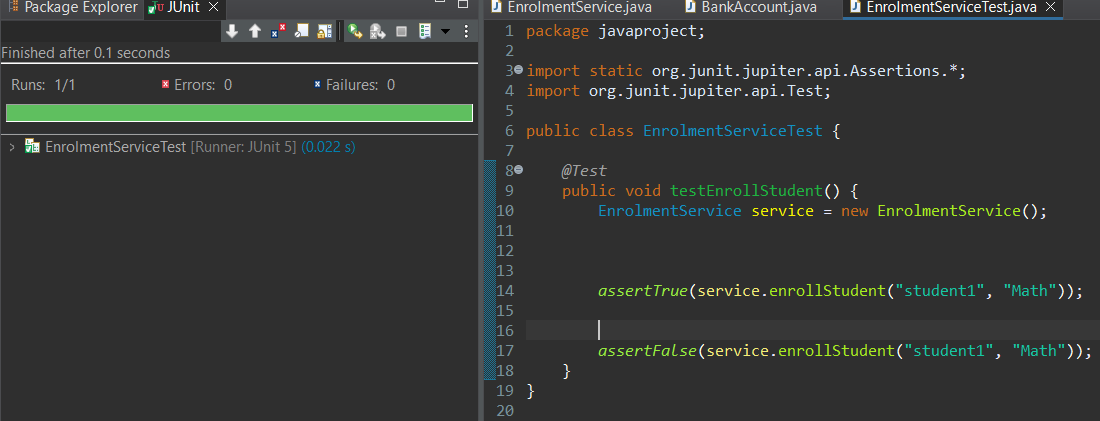 Package Explorer JUnit
Finished after 0.1 seconds
Runs: 1/1 Errors: 0 Failures: 0
EnrolmentServiceTest [Runner: JUnit 5] (0.022 s)
EnrolmentService.java BankAccount.java EnrolmentServiceTest.java
1 package javaproject;
2
3 import static org.junit.jupiter.api.Assertions.*;
4 import org.junit.jupiter.api.Test;
5
6 public class EnrolmentServiceTest {
7
8 @Test
9 public void testEnrollStudent() {
10 EnrolmentService service = new EnrolmentService();
11
12
13
14 assertTrue(service.enrollStudent("student1", "Math"));
15
16
17 assertFalse(service.enrollStudent("student1", "Math"));
18 }
19 }
20